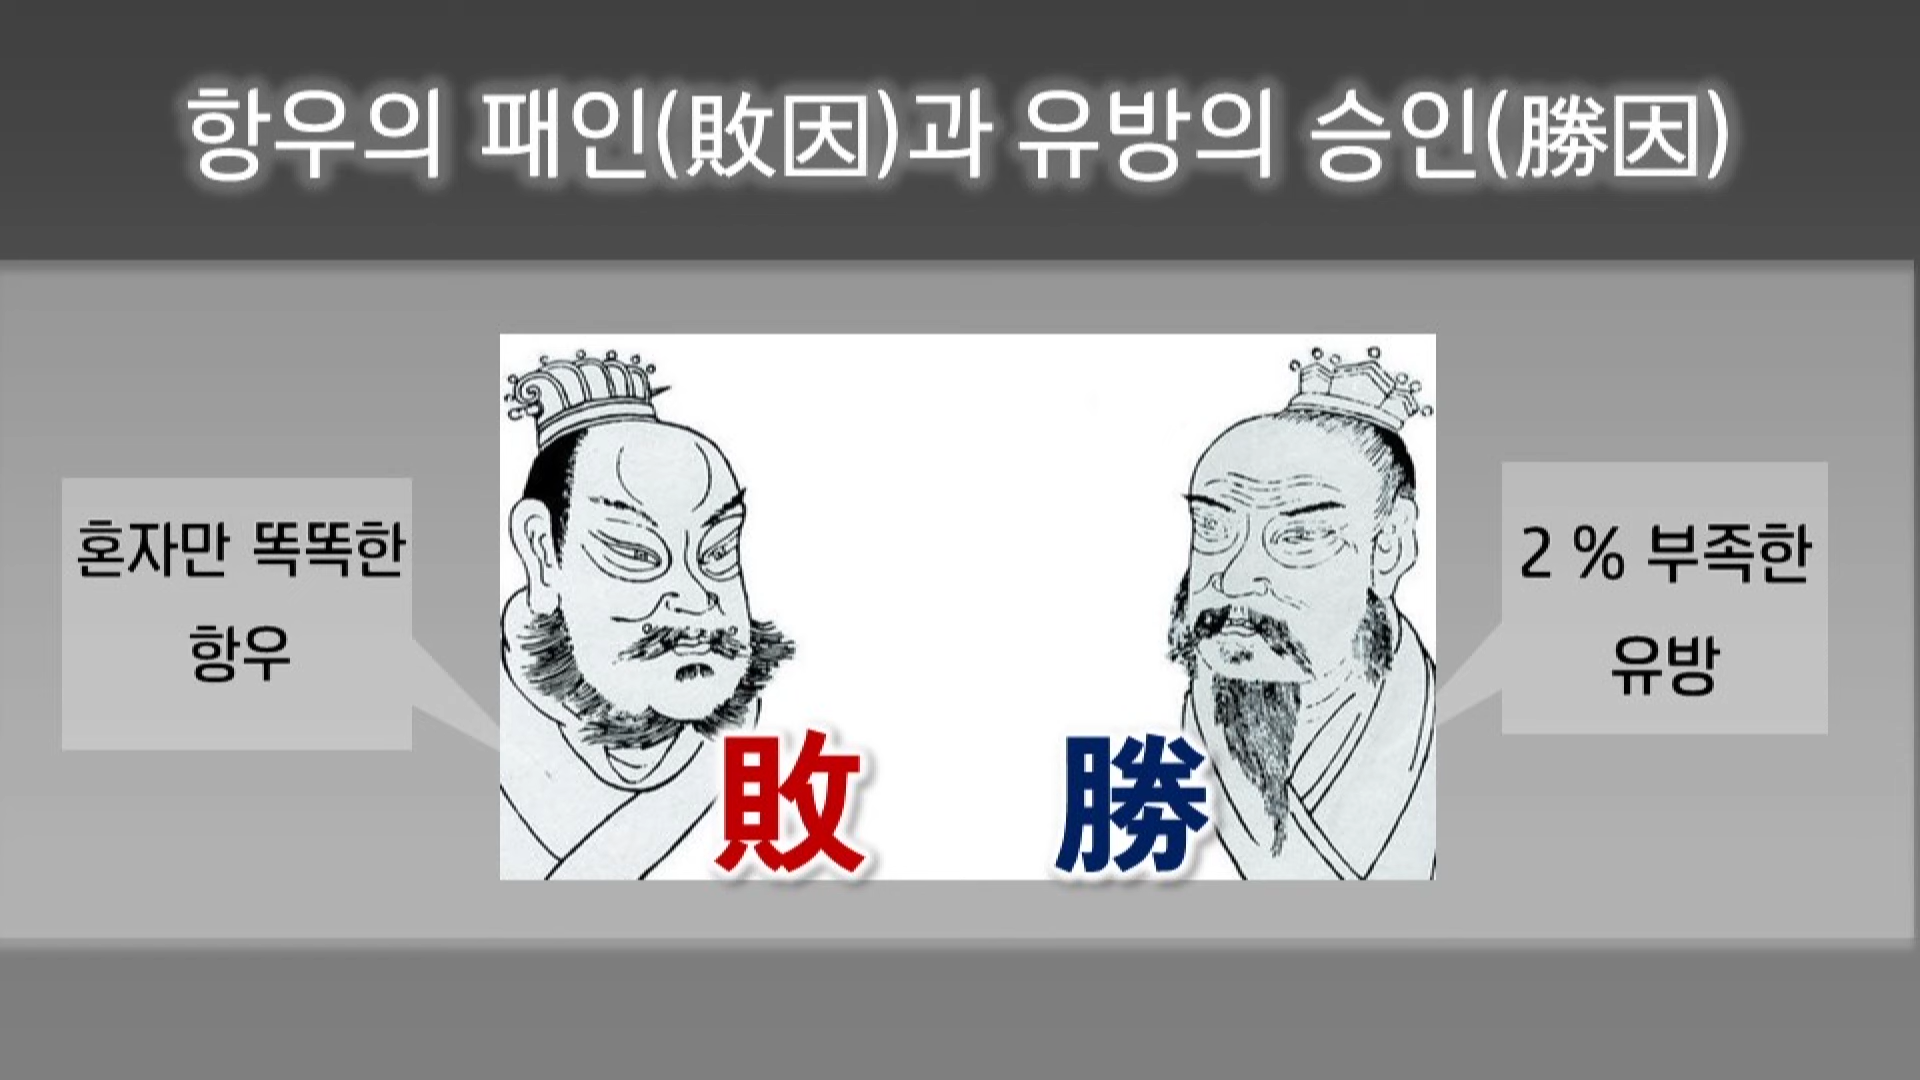 항우의 패인(敗因)과 유방의 승인(勝因)
혼자만 똑똑한
항우
敗
勝
2 % 부족한
유방